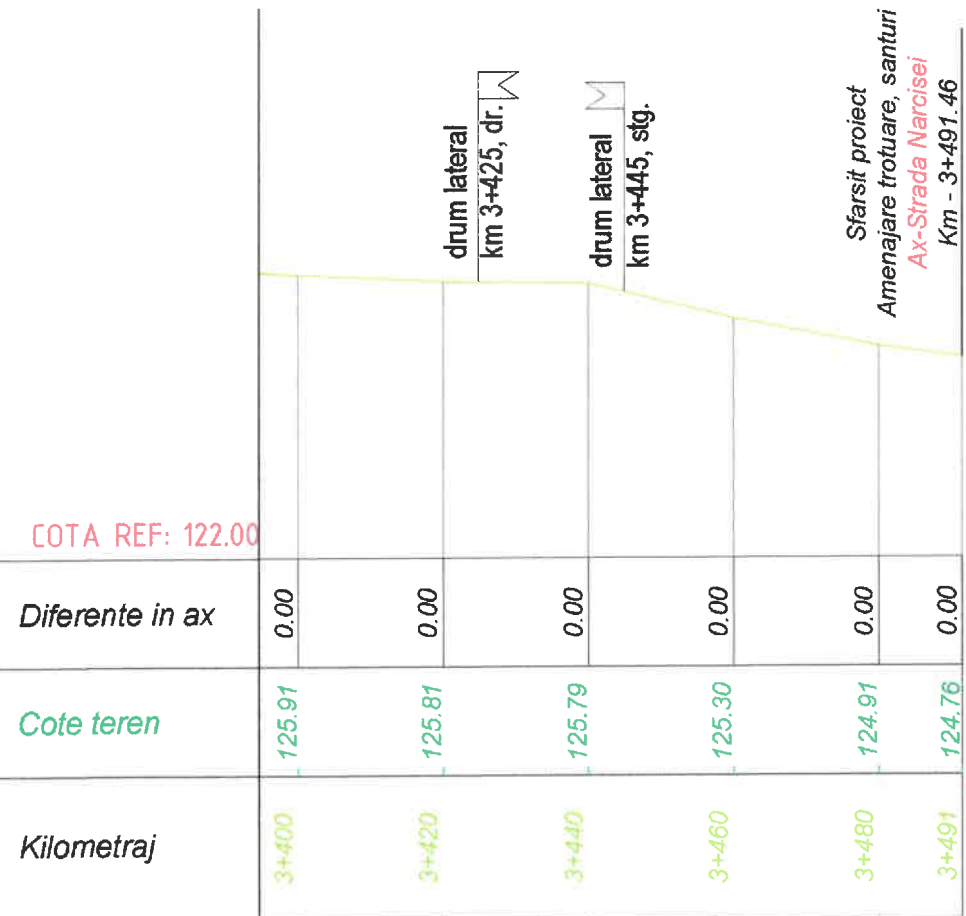 drum lateral
km 3+425, dr.
drum lateral
km 3+445, stg.
Sfarsit proiect
Amenajare trotuare, santuri
Ax-Strada Narcisei
Km - 3+491.46
COTA REF: 122.00
Diferente in ax
0.00
0.00
0.00
0.00
0.00
0.00
Cote teren
125.91
125.81
125.79
125.30
124.91
124.76
Kilometraj
3+400
3+420
3+440
3+460
3+480
3+491